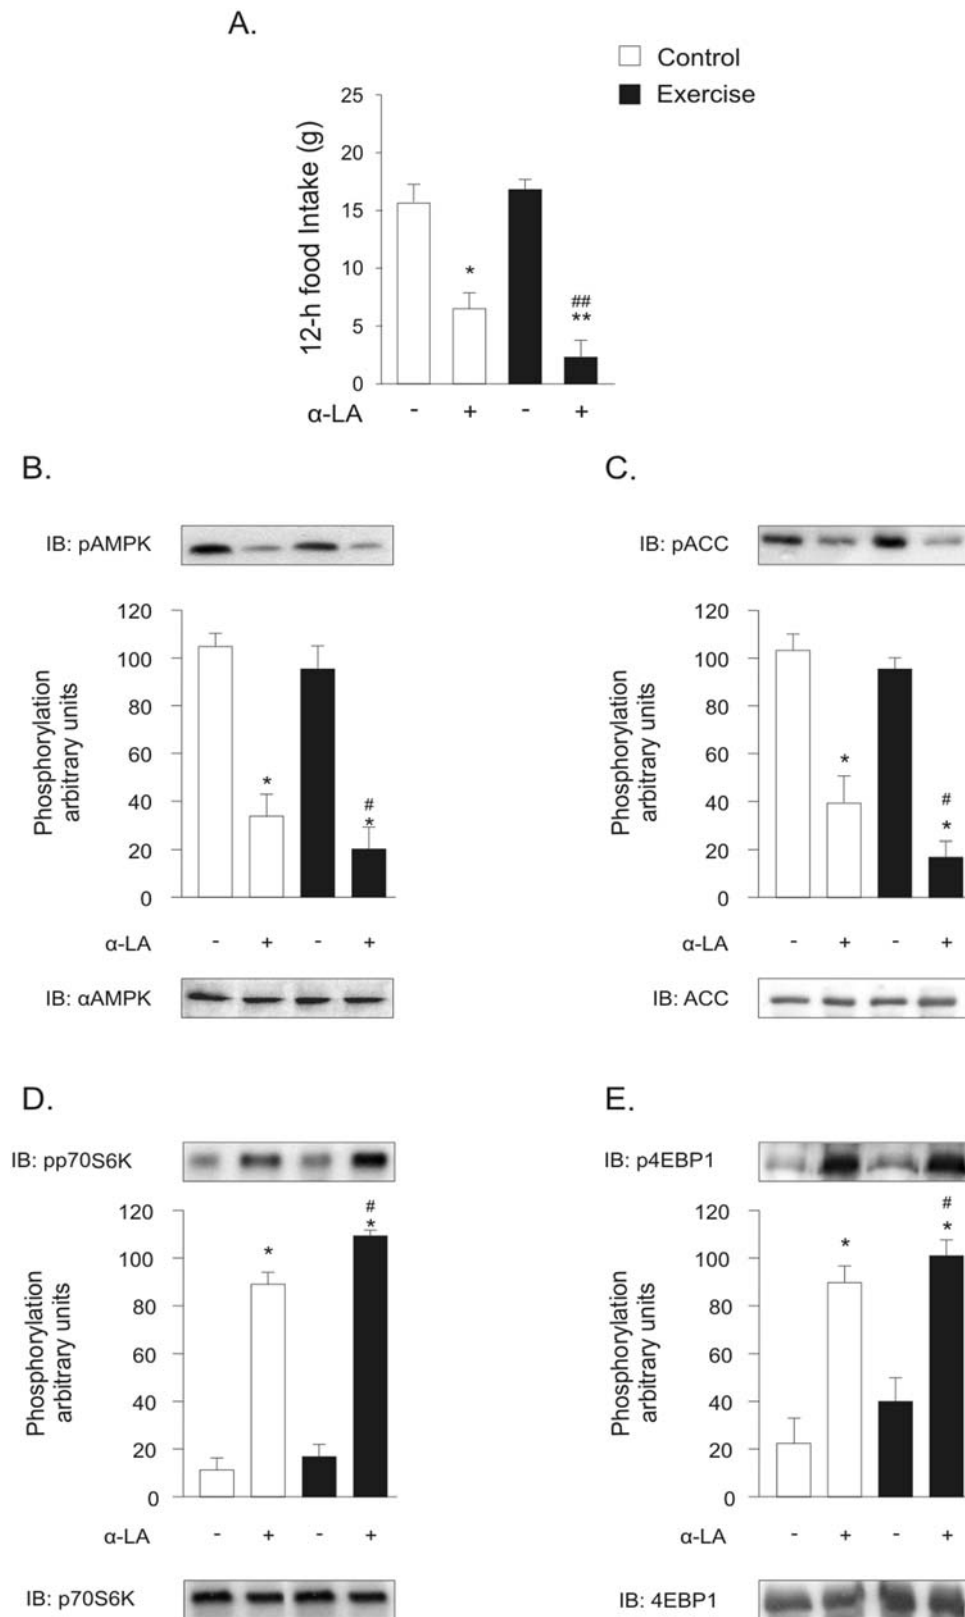 A.
Control
Exercise
12-h food Intake (g)
25
20
15
10
5
0
*
##
**
α-LA - + - +
B.
IB: pAMPK
Phosphorylation
arbitrary units
120
100
80
60
40
20
0
*
#
*
α-LA - + - +
IB: αAMPK
C.
IB: pACC
Phosphorylation
arbitrary units
120
100
80
60
40
20
0
*
#
*
α-LA - + - +
IB: ACC
D.
IB: pp70S6K
Phosphorylation
arbitrary units
120
100
80
60
40
20
0
*
#
*
α-LA - + - +
IB: p70S6K
E.
IB: p4EBP1
Phosphorylation
arbitrary units
120
100
80
60
40
20
0
*
#
*
α-LA - + - +
IB: 4EBP1